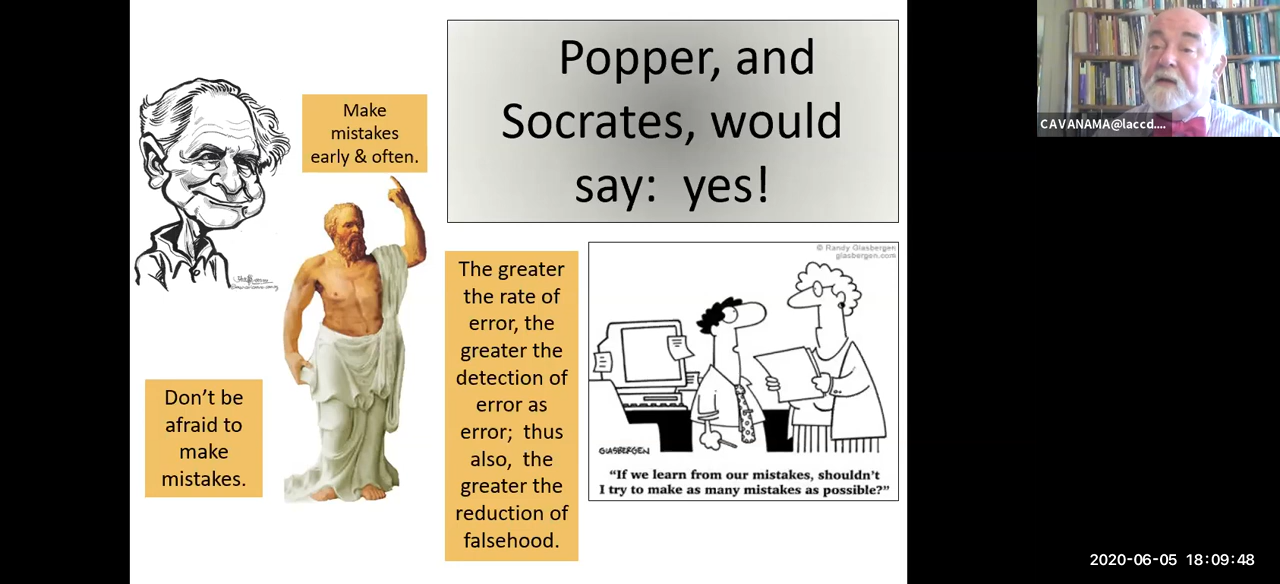 Make
mistakes
early & often.
Popper, and
Socrates, would
say: yes!
Don't be
afraid to
make
mistakes.
The greater
the rate of
error, the
greater the
detection of
error as
error; thus
also, the
greater the
reduction of
falsehood.
© Randy Glasbergen
glasbergen.com
GLASBERGEN
"If we learn from our mistakes, shouldn't
I try to make as many mistakes as possible?"
CAVANAMA@laccd....
2020-06-05 18:09:48